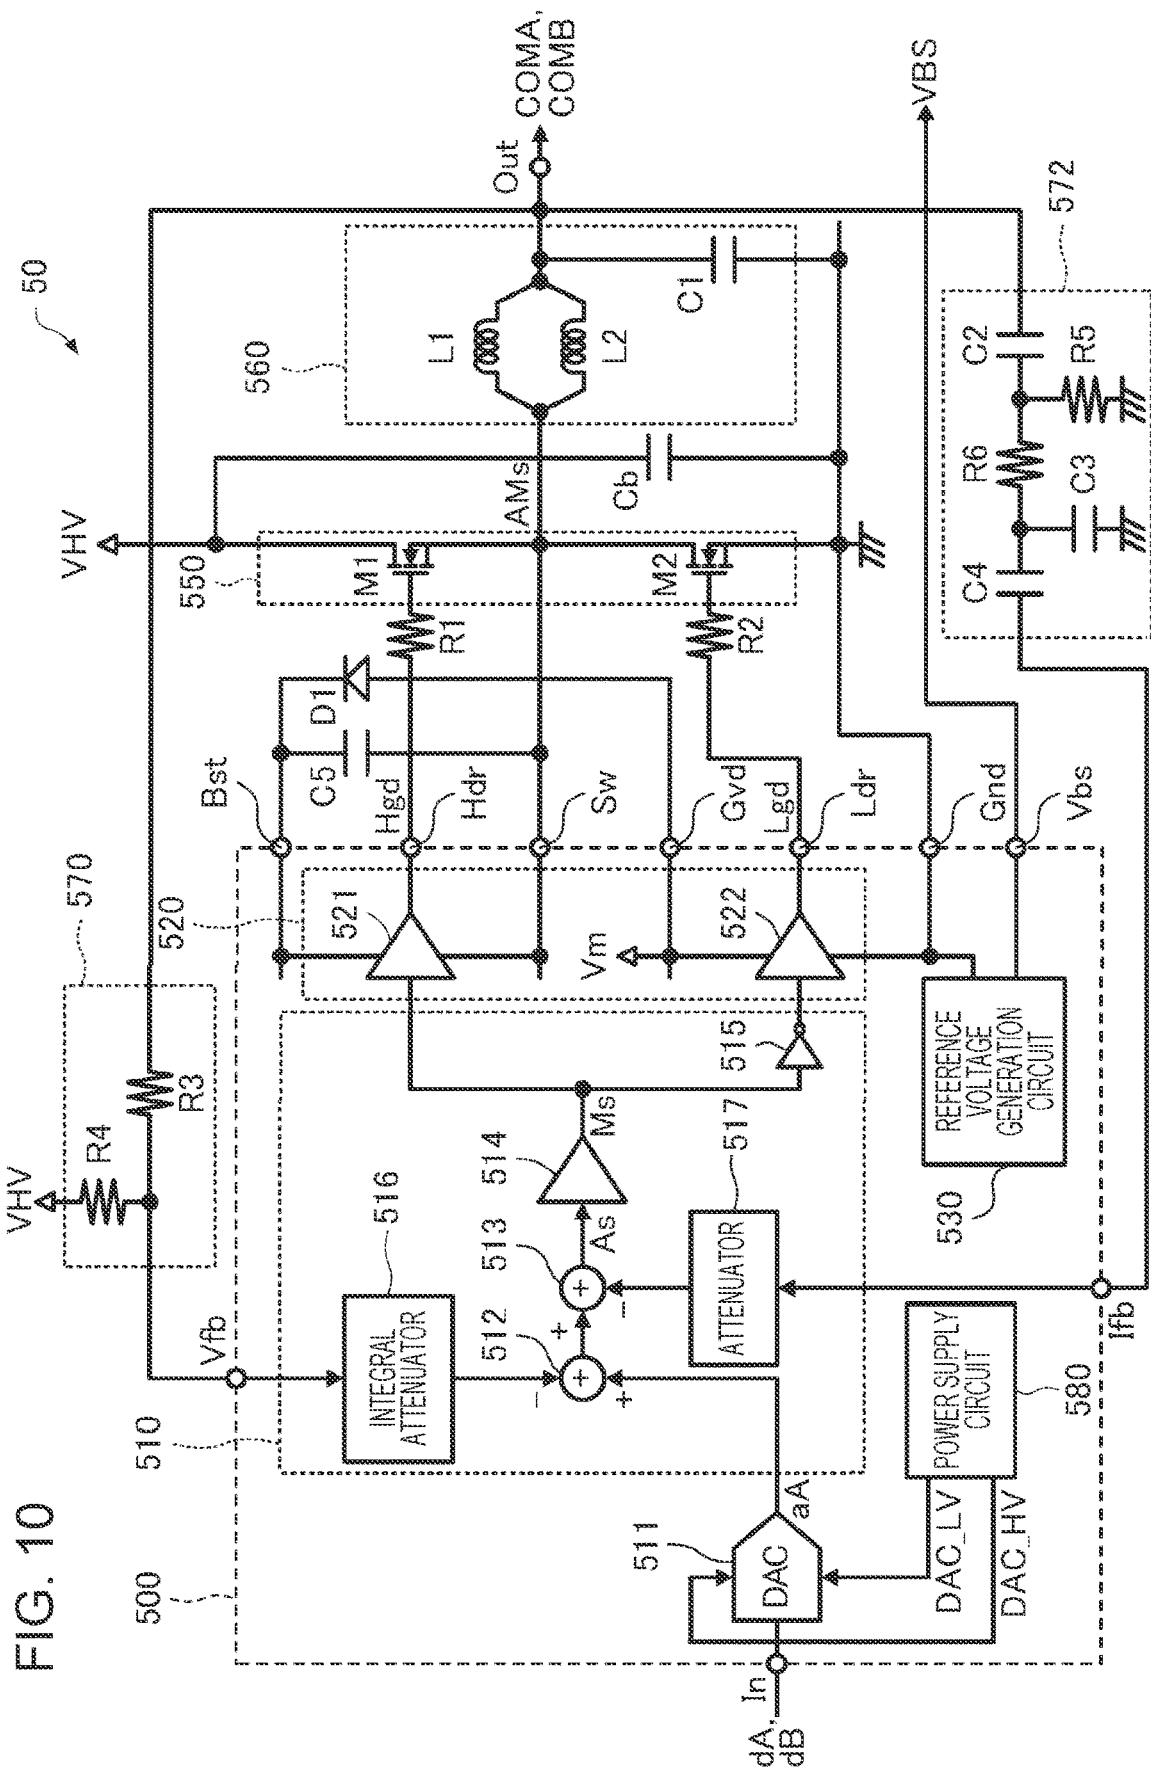 FIG. 10
50
500
510
570
VHV
R4
R3
Vfb
516
INTEGRAL
ATTENUATOR
512
513
514
+
+
+
+
−
−
As
Ms
517
ATTENUATOR
515
520
521
522
Vm
Bst
Hgd
Hdr
Sw
Gvd
Lgd
Ldr
Gnd
Vbs
C5
D1
R1
R2
550
VHV
M1
M2
AMs
Cb
560
L1
L2
C1
Out
COMA,
COMB
VBS
572
C4
C3
R6
C2
R5
dA,
dB
In
511
DAC
aA
DAC_LV
DAC_HV
POWER SUPPLY
CIRCUIT
580
Ifb
530
REFERENCE
VOLTAGE
GENERATION
CIRCUIT